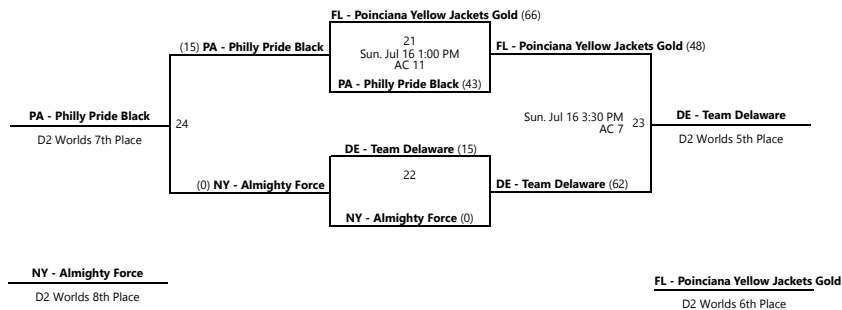 FL - Poinciana Yellow Jackets Gold (66)
(15) PA - Philly Pride Black
21
Sun. Jul 16 1:00 PM
AC 11
FL - Poinciana Yellow Jackets Gold (48)
PA - Philly Pride Black (43)
PA - Philly Pride Black
24
D2 Worlds 7th Place
Sun. Jul 16 3:30 PM
AC 7
23
DE - Team Delaware
D2 Worlds 5th Place
DE - Team Delaware (15)
22
(0) NY - Almighty Force
DE - Team Delaware (62)
NY - Almighty Force (0)
NY - Almighty Force
D2 Worlds 8th Place
FL - Poinciana Yellow Jackets Gold
D2 Worlds 6th Place